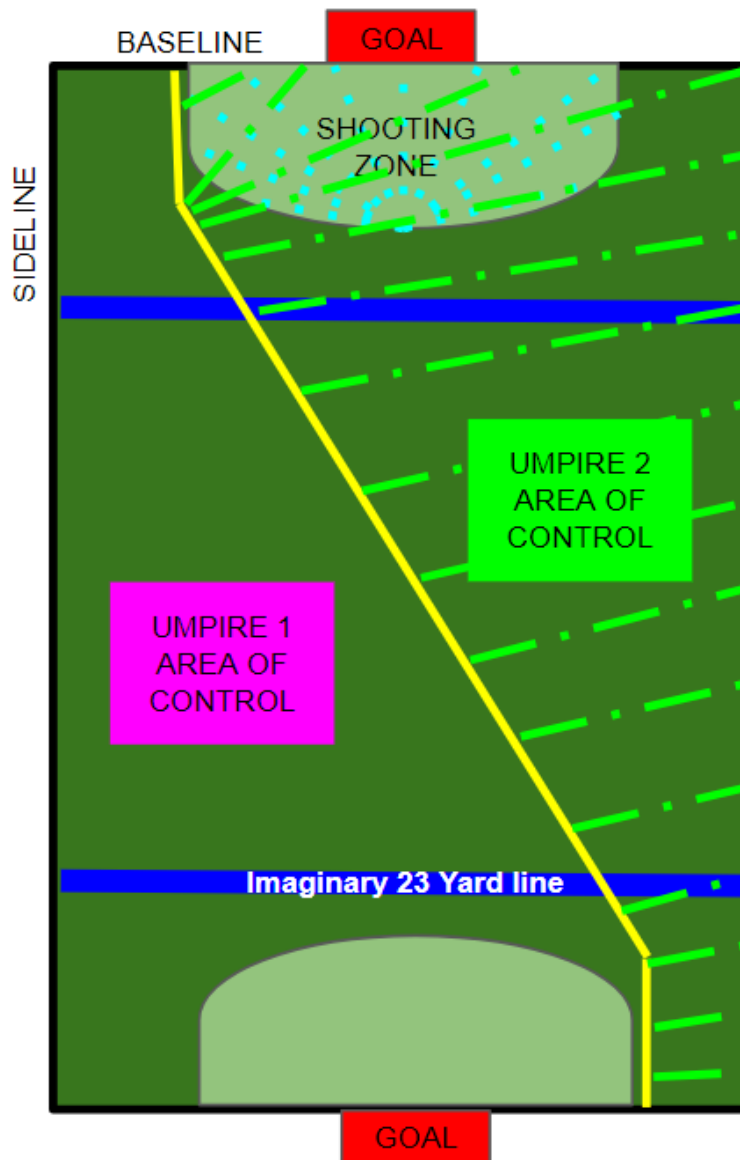 BASELINE
GOAL
SHOOTING
ZONE
SIDELINE
UMPIRE 2
AREA OF
CONTROL
UMPIRE 1
AREA OF
CONTROL
Imaginary 23 Yard line
GOAL